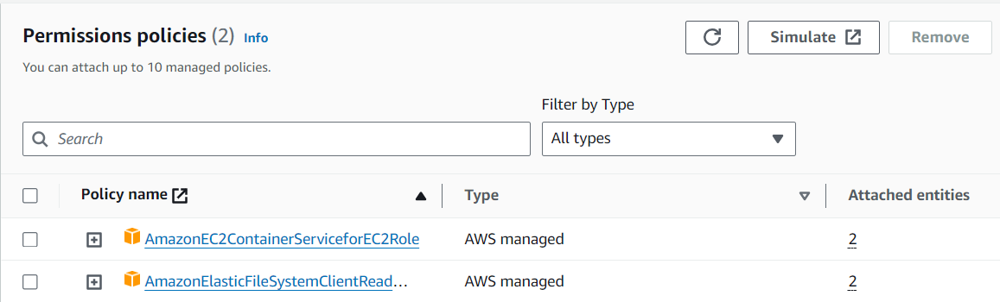 Permissions policies (2) Info
Simulate
Remove
You can attach up to 10 managed policies.
Filter by Type
Search
All types
Policy name
Type
Attached entities
AmazonEC2ContainerServiceforEC2Role
AWS managed
2
AmazonElasticFileSystemClientRead...
AWS managed
2